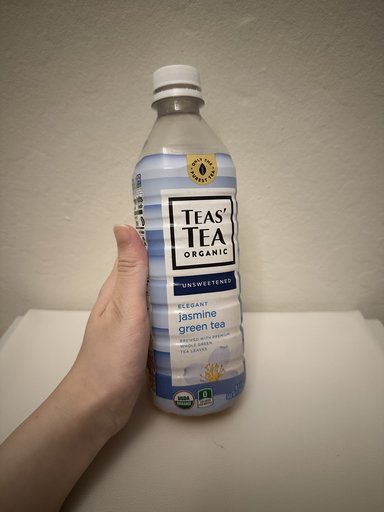 ONLY THE
PUREST TEA
TEAS'
TEA
ORGANIC
UNSWEETENED
ELEGANT
jasmine
green tea
BREWED WITH PREMIUM
WHOLE GREEN
TEA LEAVES
USDA
ORGANIC
0